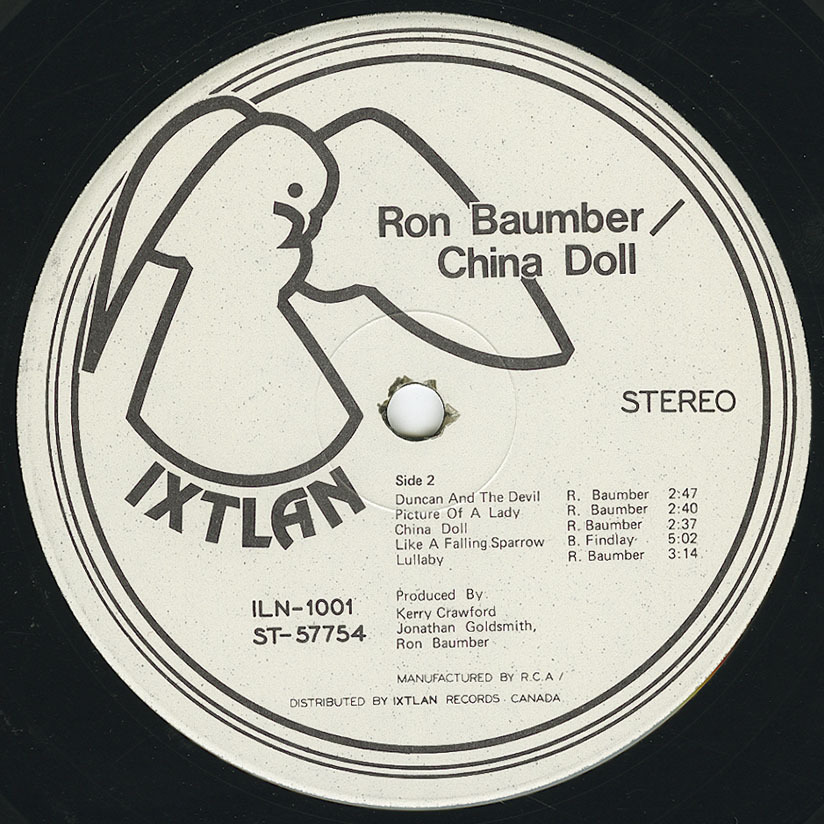 Ron Baumber /
China Doll
STEREO
IXTLAN
Side 2
Duncan And The Devil R. Baumber 2:47
Picture Of A Lady R. Baumber 2:40
China Doll R. Baumber 2:37
Like A Falling Sparrow B. Findlay 5:02
Lullaby R. Baumber 3:14
ILN-1001
ST-57754
Produced By
Kerry Crawford
Jonathan Goldsmith,
Ron Baumber
MANUFACTURED BY R.C.A /
DISTRIBUTED BY IXTLAN RECORDS. CANADA